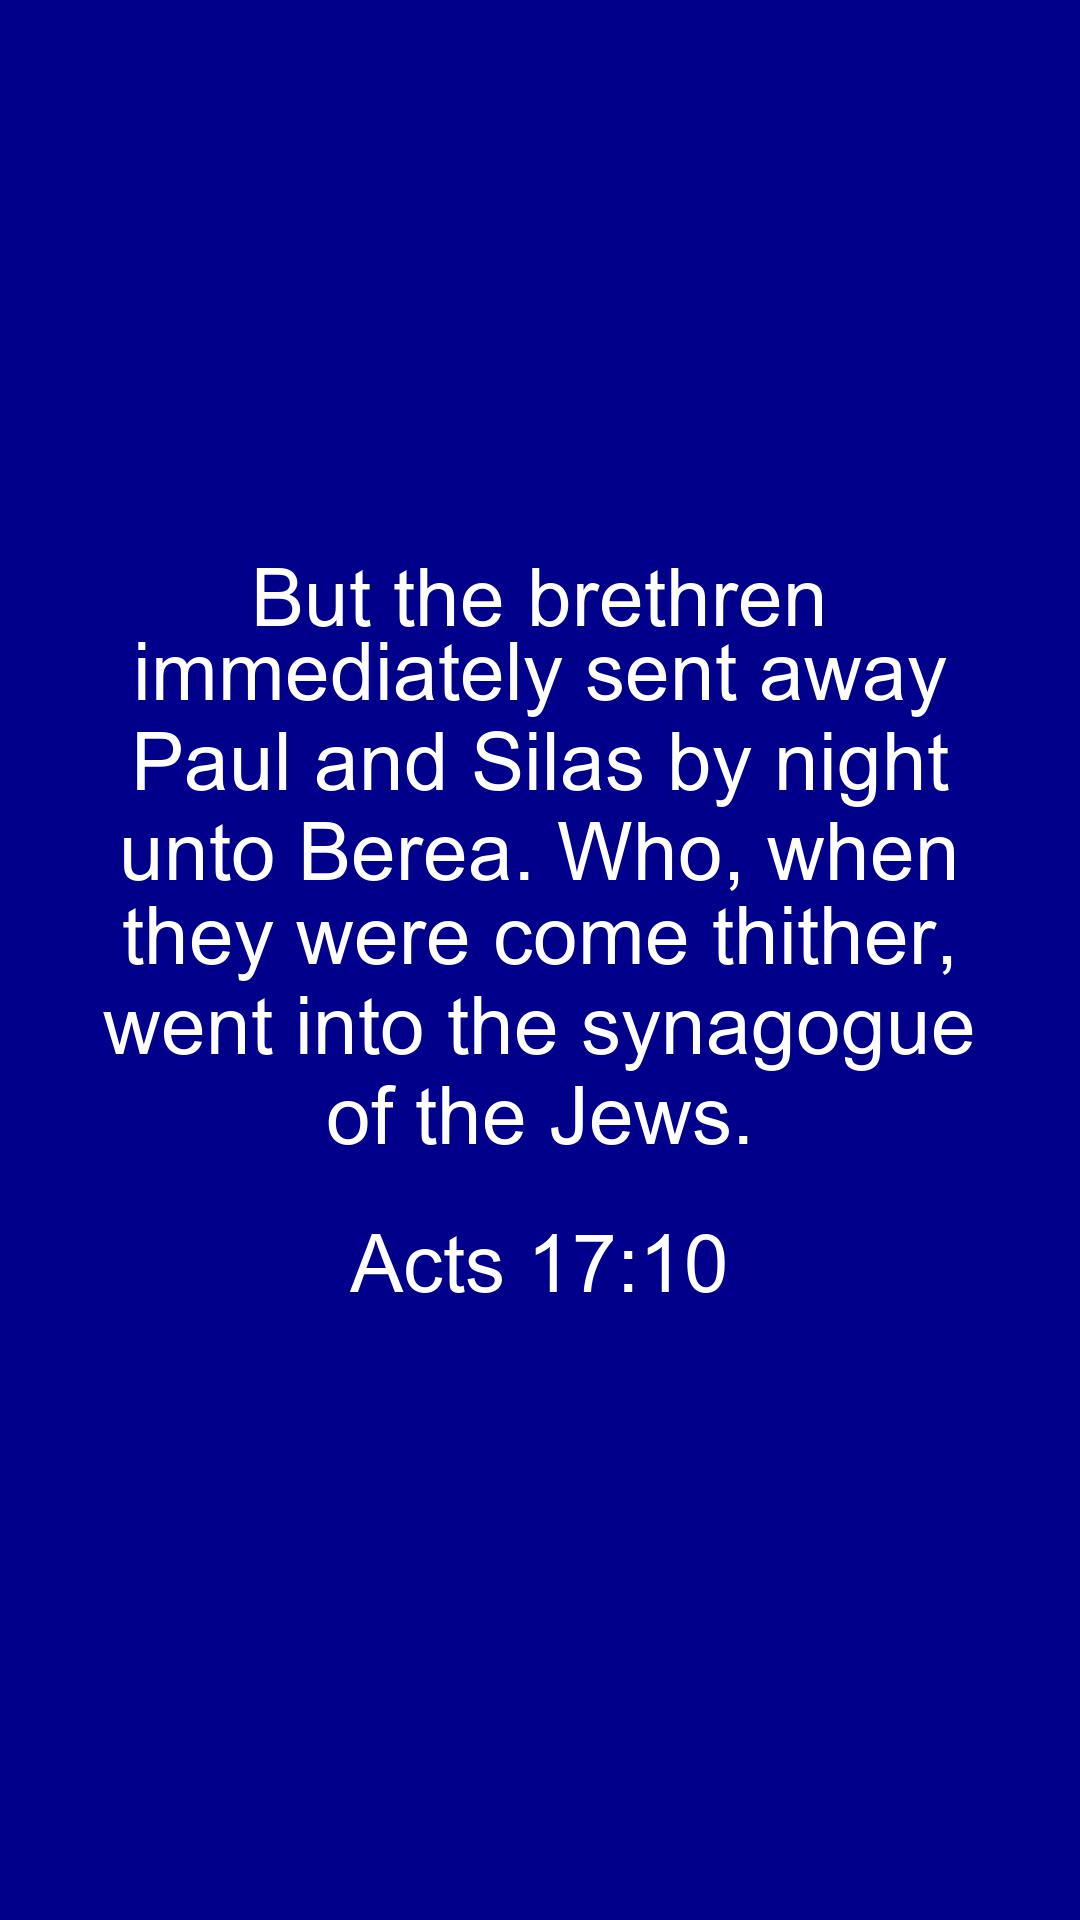 But the brethren
immediately sent away
Paul and Silas by night
unto Berea. Who, when
they were come thither,
went into the synagogue
of the Jews.
Acts 17:10